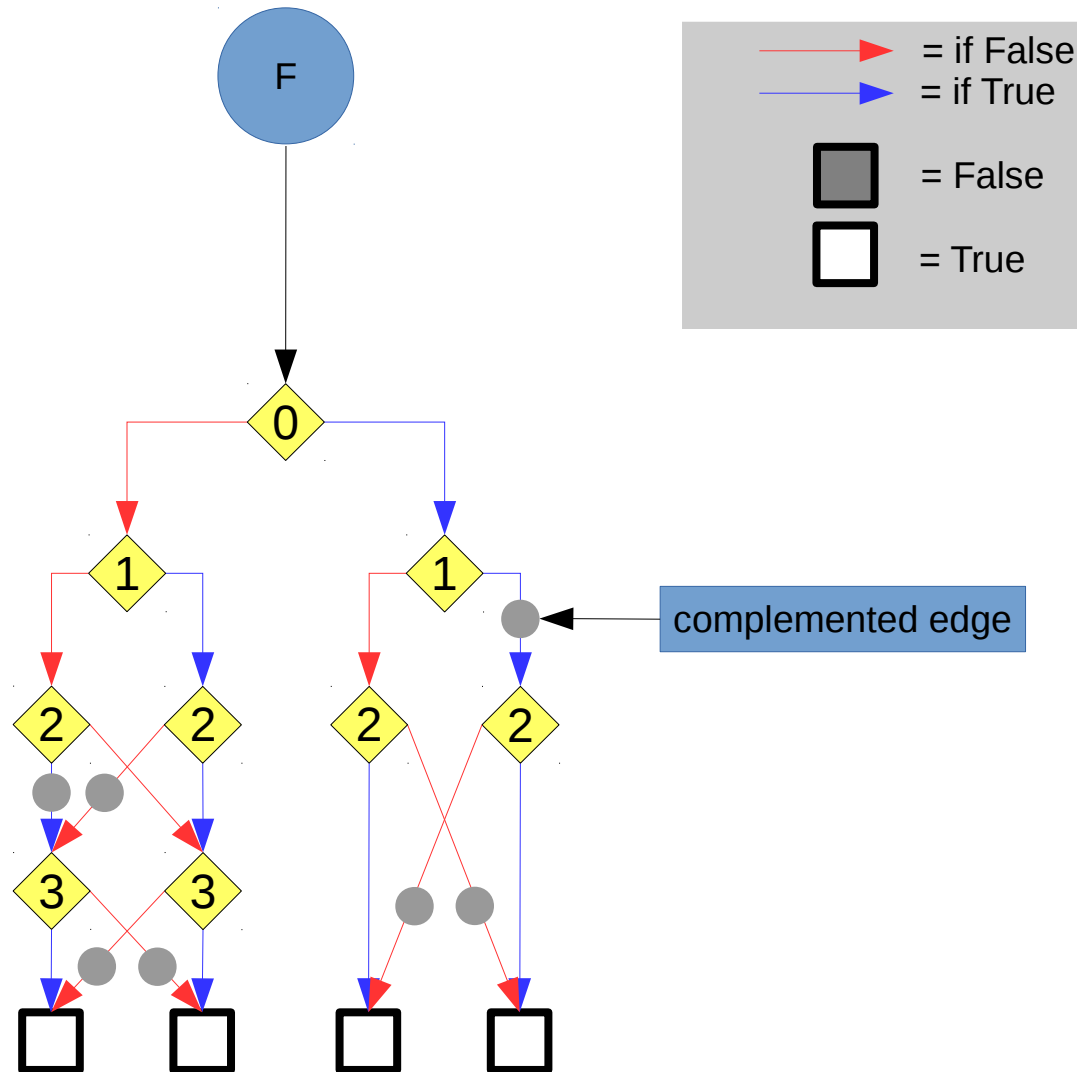 F
= if False
= if True
= False
= True
0
1
1
complemented edge
2
2
2
2
3
3